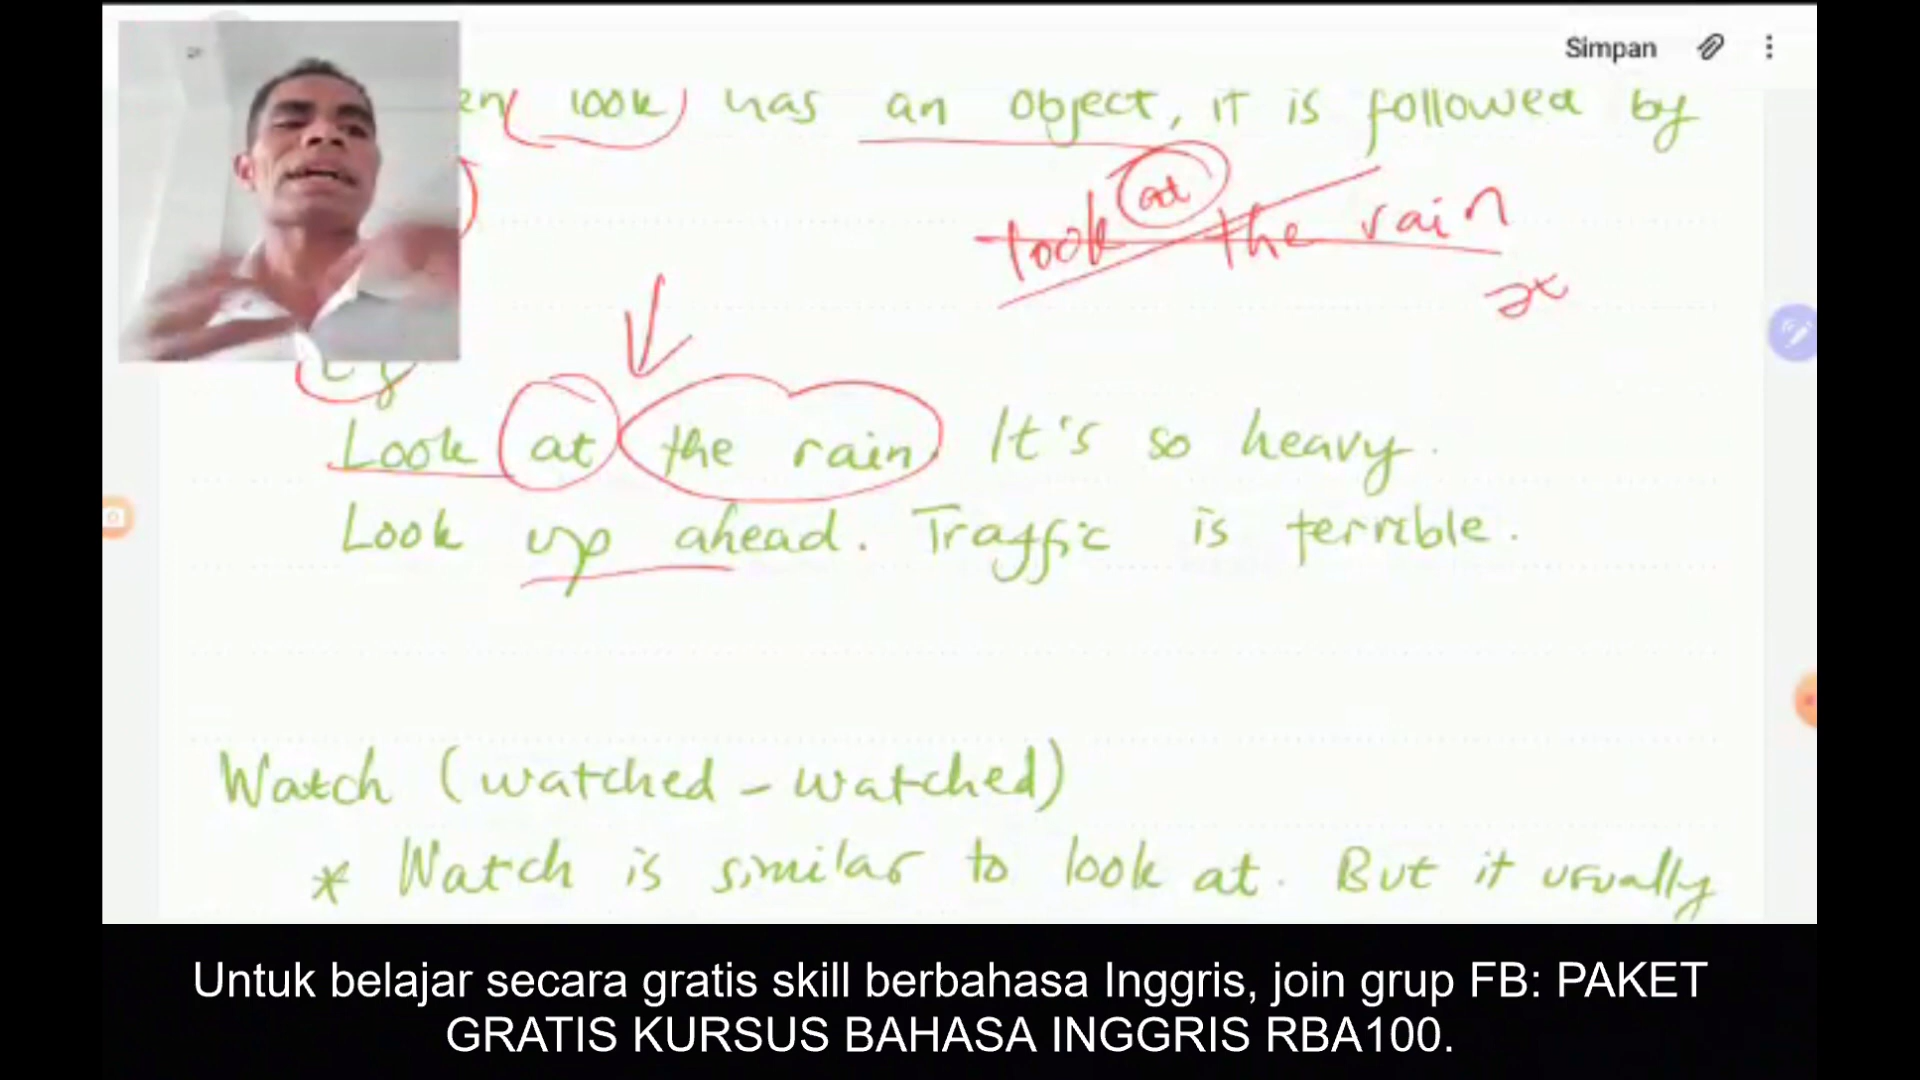 Simpan
en look has an object, it is followed by
at
look the rain
Look at the rain. It's so heavy.
Look up ahead. Traffic is terrible.
Watch (watched - watched)
* Watch is similar to look at. But it usually
Untuk belajar secara gratis skill berbahasa Inggris, join grup FB: PAKET
GRATIS KURSUS BAHASA INGGRIS RBA100.